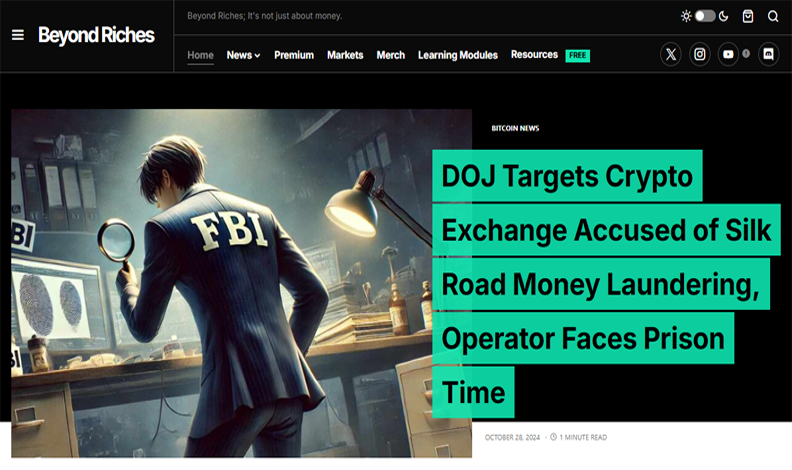 Beyond Riches
Beyond Riches; It's not just about money.
Home News Premium Markets Merch Learning Modules Resources FREE
BITCOIN NEWS
DOJ Targets Crypto
Exchange Accused of Silk
Road Money Laundering,
Operator Faces Prison
Time
FBI
BI
BI
OCTOBER 28, 2024 · 1 MINUTE READ